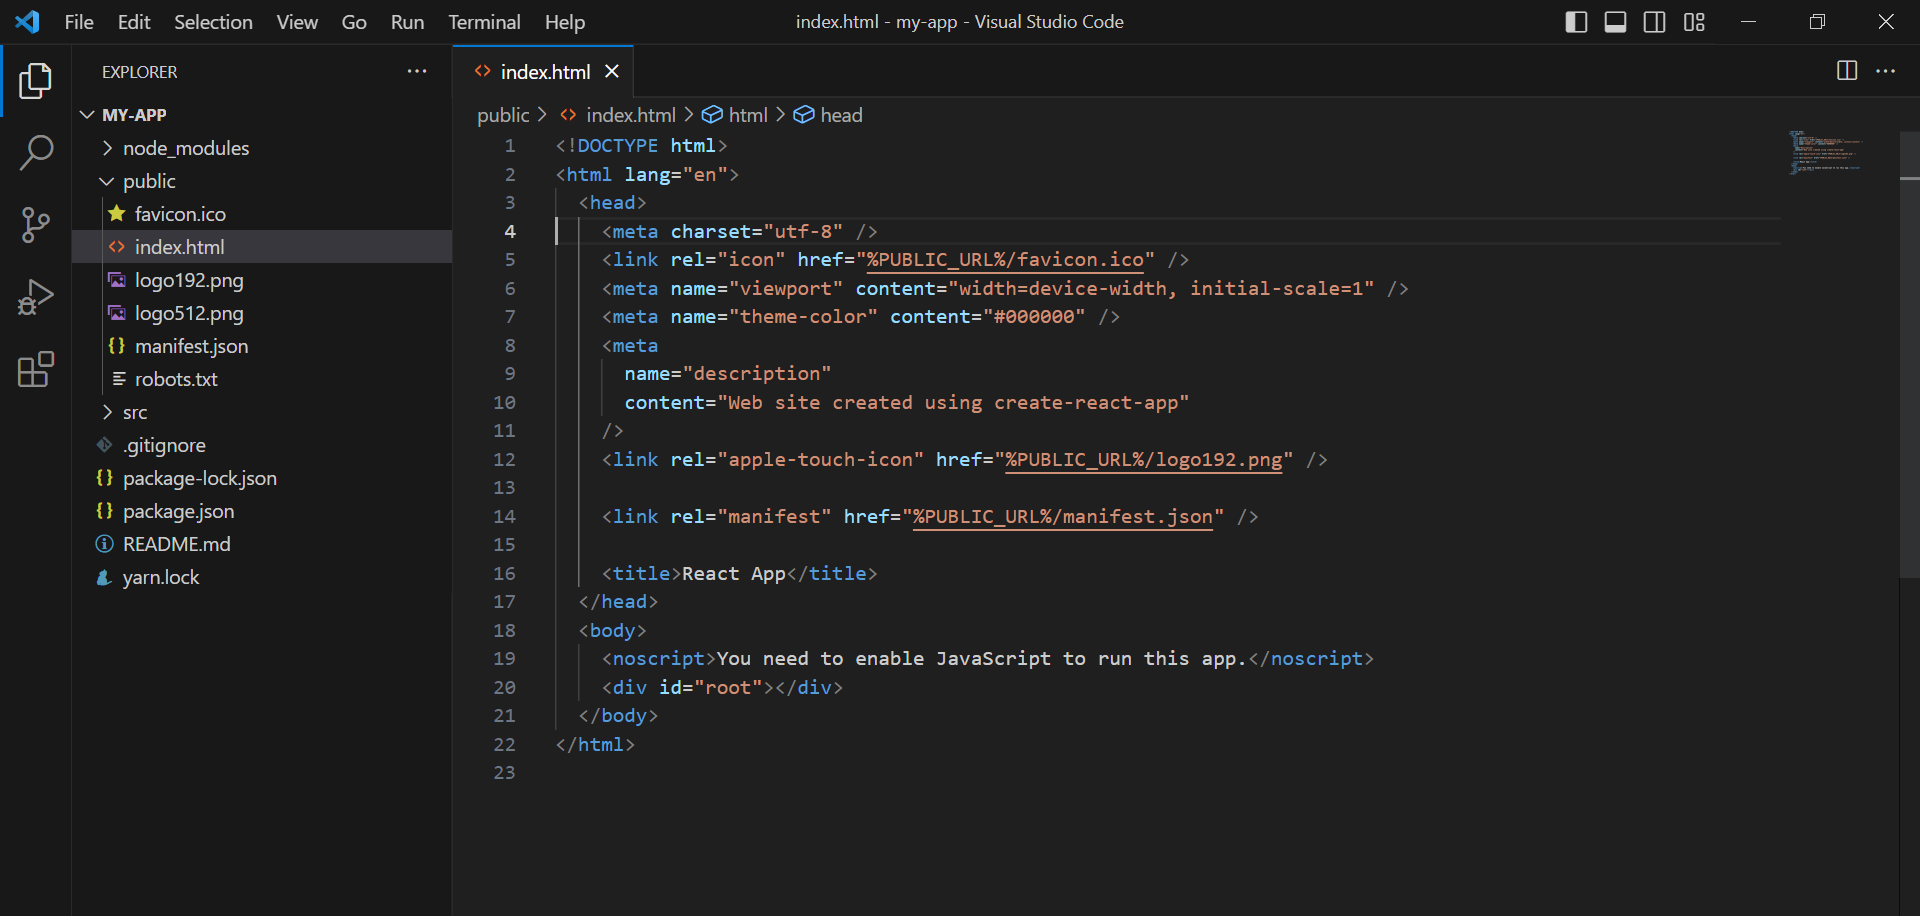 File Edit Selection View Go Run Terminal Help
index.html - my-app - Visual Studio Code
EXPLORER
MY-APP
node_modules
public
favicon.ico
index.html
logo192.png
logo512.png
manifest.json
robots.txt
src
.gitignore
package-lock.json
package.json
README.md
yarn.lock
index.html
public > index.html > html > head
1 <!DOCTYPE html>
2 <html lang="en">
3 <head>
4 <meta charset="utf-8" />
5 <link rel="icon" href="%PUBLIC_URL%/favicon.ico" />
6 <meta name="viewport" content="width=device-width, initial-scale=1" />
7 <meta name="theme-color" content="#000000" />
8 <meta
9 name="description"
10 content="Web site created using create-react-app"
11 />
12 <link rel="apple-touch-icon" href="%PUBLIC_URL%/logo192.png" />
13
14 <link rel="manifest" href="%PUBLIC_URL%/manifest.json" />
15
16 <title>React App</title>
17 </head>
18 <body>
19 <noscript>You need to enable JavaScript to run this app.</noscript>
20 <div id="root"></div>
21 </body>
22 </html>
23